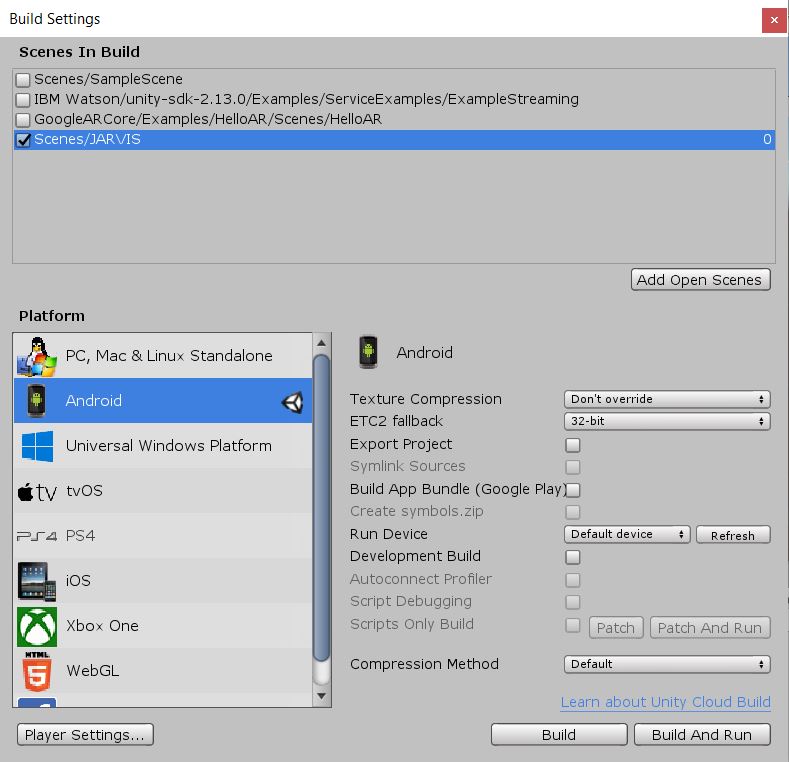 Build Settings
Scenes In Build
Scenes/SampleScene
IBM Watson/unity-sdk-2.13.0/Examples/ServiceExamples/ExampleStreaming
GoogleARCore/Examples/HelloAR/Scenes/HelloAR
Scenes/JARVIS 0
Add Open Scenes
Platform
PC, Mac & Linux Standalone
Android
Universal Windows Platform
tv tvOS
PS4 PS4
iOS
Xbox One
HTML 5 WebGL
Android
Texture Compression Don't override
ETC2 fallback 32-bit
Export Project
Symlink Sources
Build App Bundle (Google Play)
Create symbols.zip
Run Device Default device Refresh
Development Build
Autoconnect Profiler
Script Debugging
Scripts Only Build Patch Patch And Run
Compression Method Default
Learn about Unity Cloud Build
Player Settings... Build Build And Run